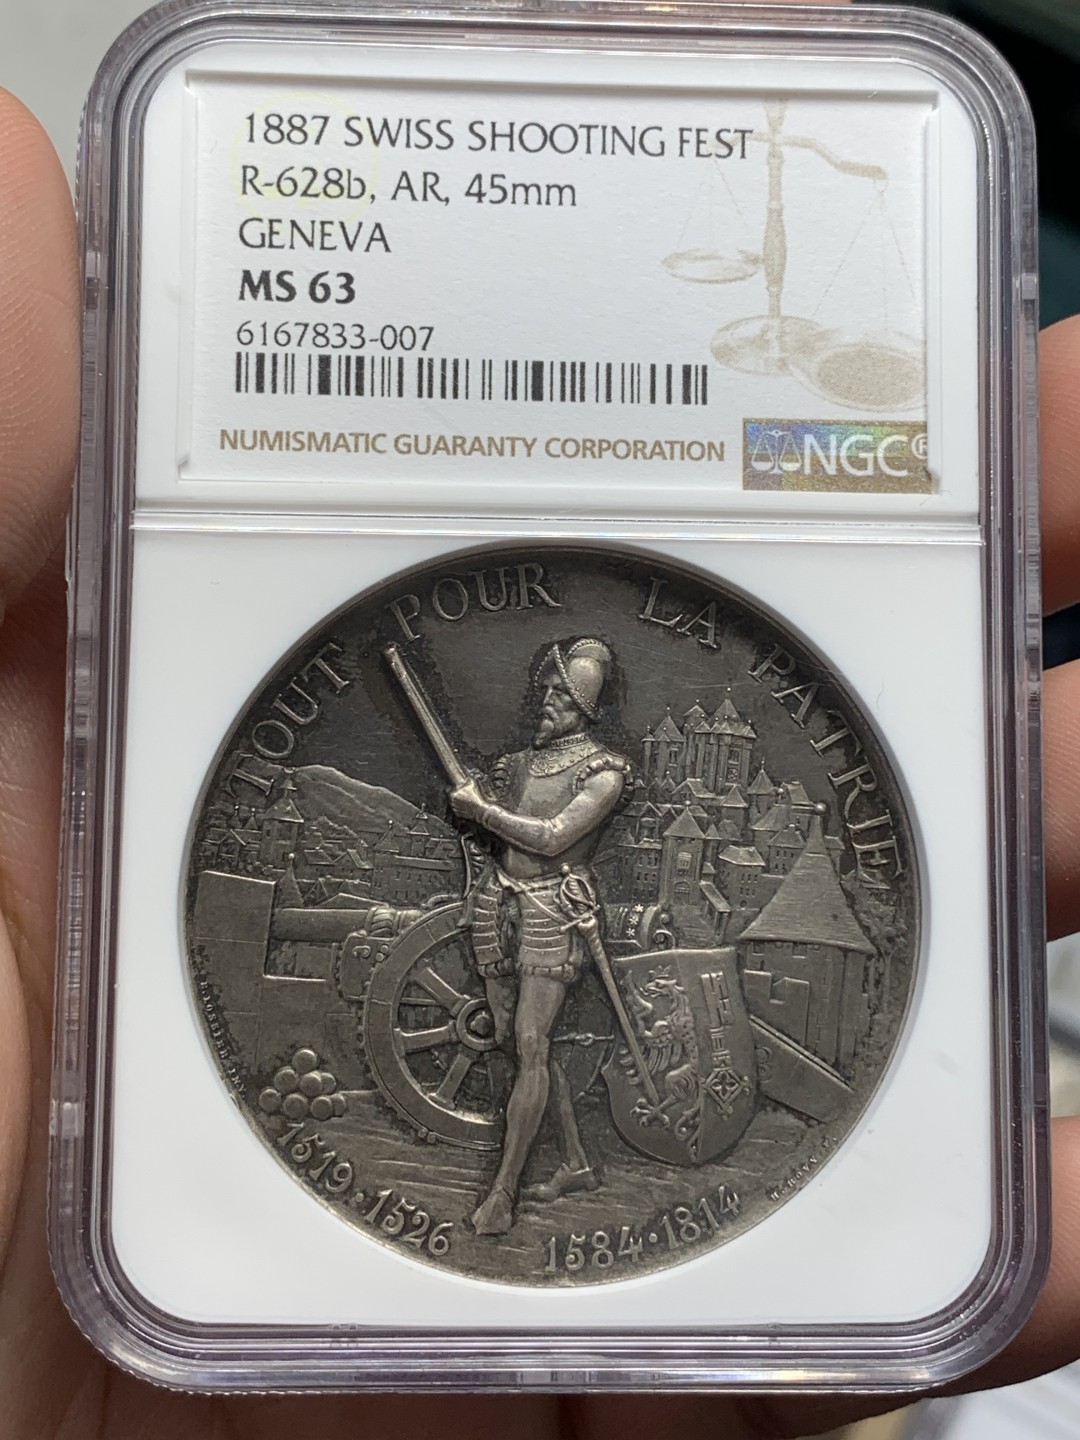 1887 SWISS SHOOTING FEST
R-628b, AR, 45mm
GENEVA
MS 63
6167833-007
NUMISMATIC GUARANTY CORPORATION
NGC®
TOUT POUR LA PATRIE
1519·1526
1584·1814